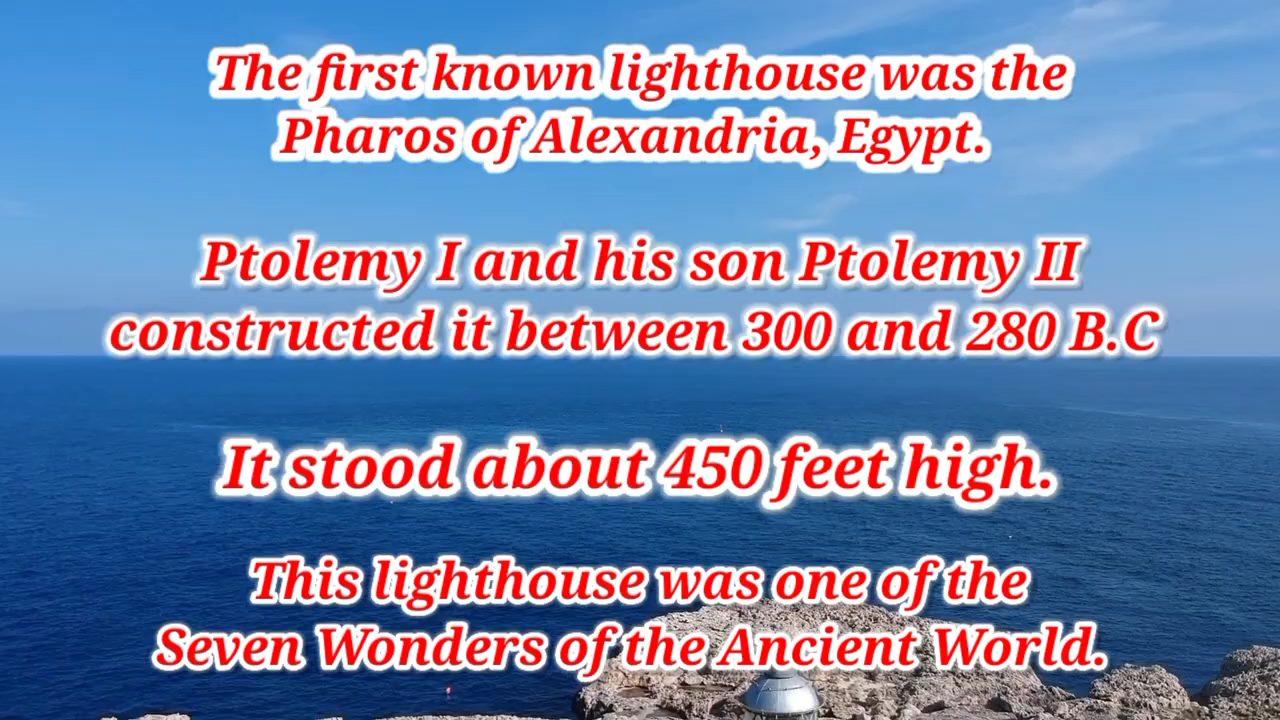 The first known lighthouse was the
Pharos of Alexandria, Egypt.
Ptolemy I and his son Ptolemy II
constructed it between 300 and 280 B.C
It stood about 450 feet high.
This lighthouse was one of the
Seven Wonders of the Ancient World.